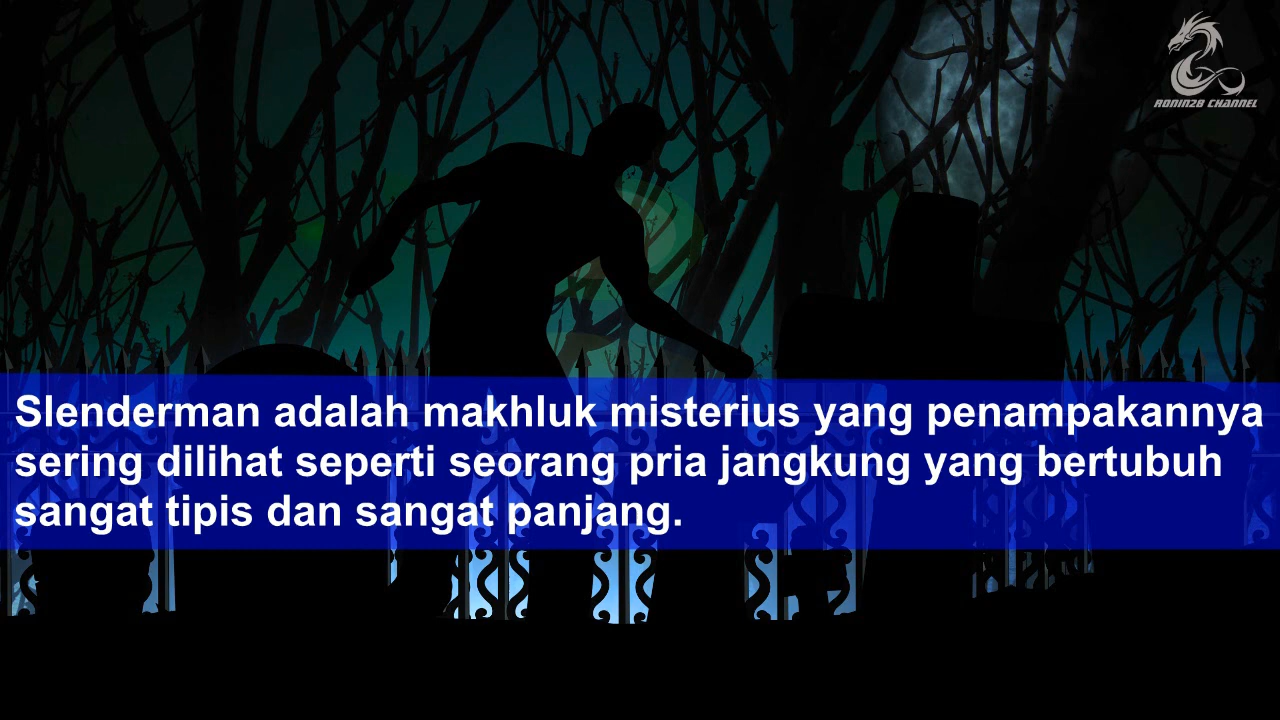 RONIN28 CHANNEL
Slenderman adalah makhluk misterius yang penampakannya
sering dilihat seperti seorang pria jangkung yang bertubuh
sangat tipis dan sangat panjang.